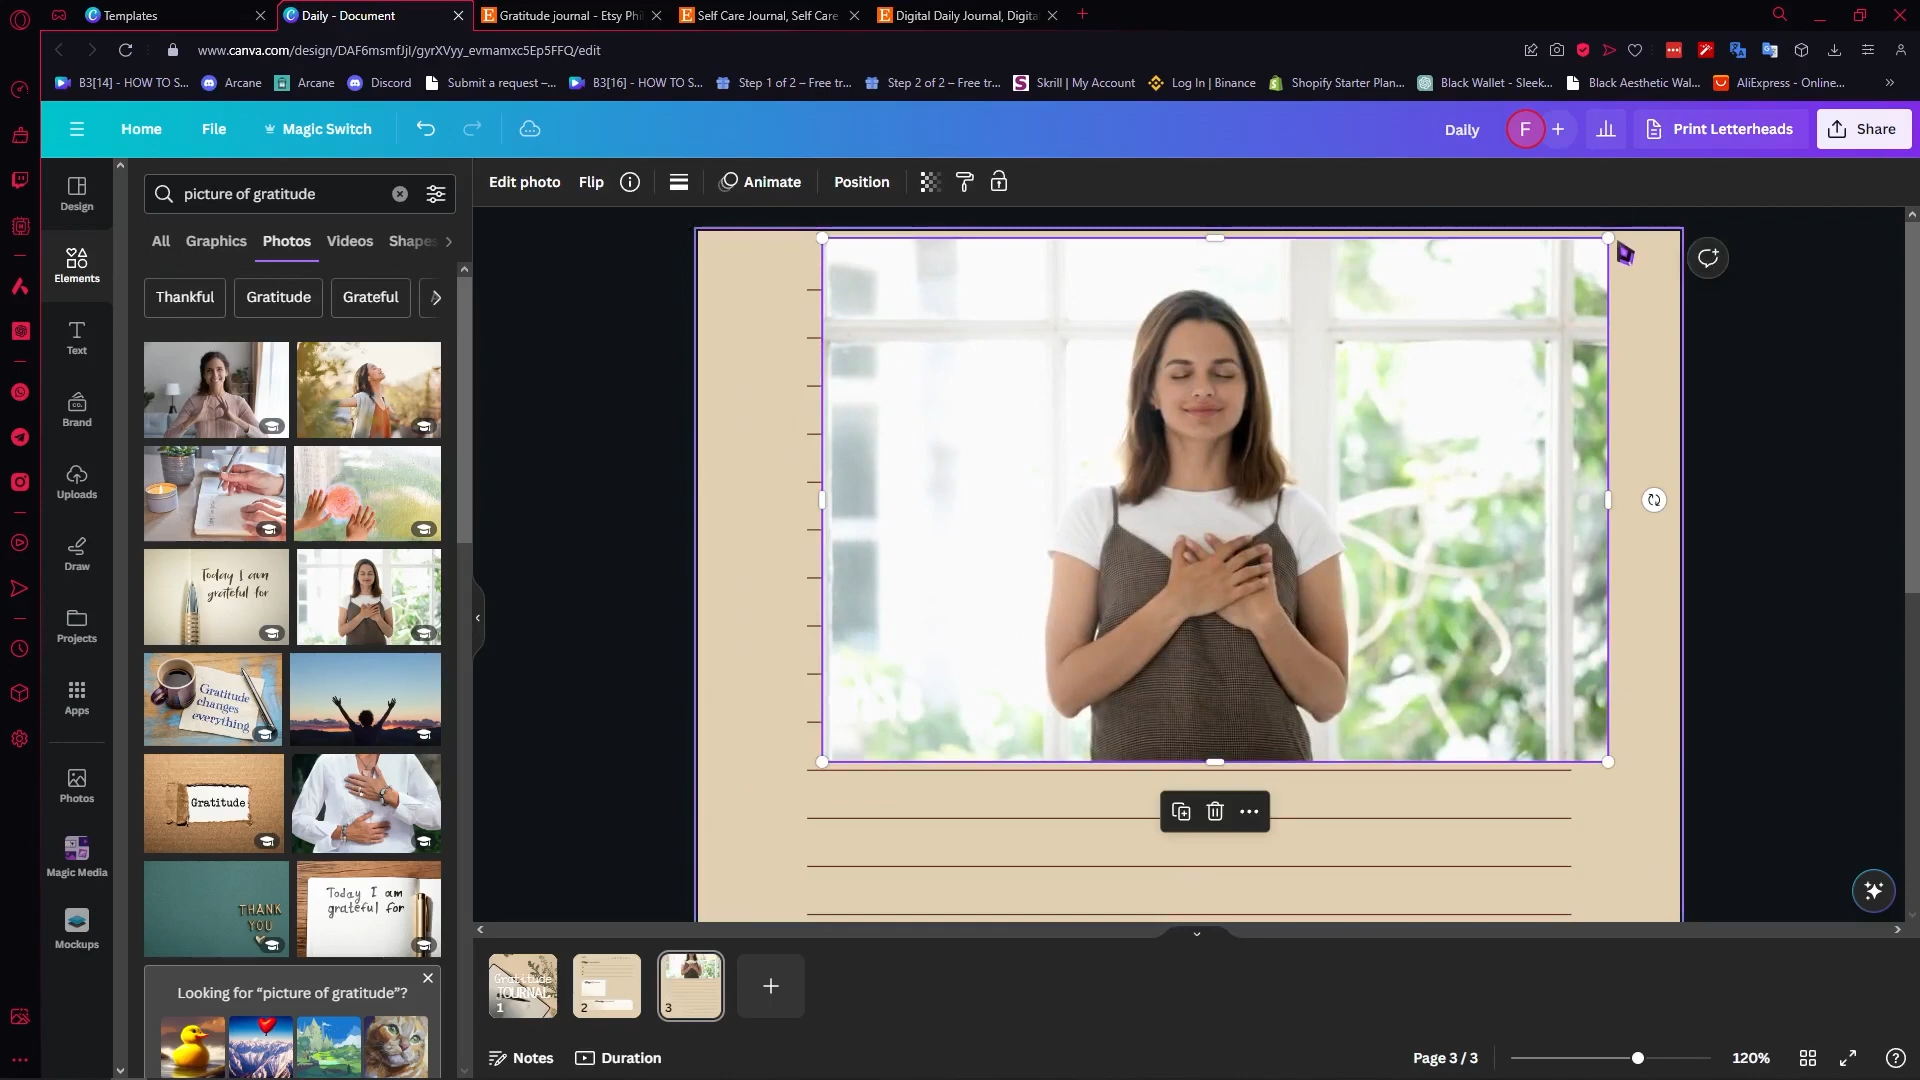 Templates
Daily - Document
Gratitude journal - Etsy Phi
Self Care Journal, Self Care
Digital Daily Journal, Digita
www.canva.com/design/DAF6msmfJjI/gyrXVyy_evmamxc5Ep5FFQ/edit
B3[14] - HOW TO S...
Arcane
Arcane
Discord
Submit a request –...
B3[16] - HOW TO S...
Step 1 of 2 – Free tr...
Step 2 of 2 – Free tr...
Skrill | My Account
Log In | Binance
Shopify Starter Plan...
Black Wallet - Sleek...
Black Aesthetic Wal...
AliExpress - Online...
Home
File
Magic Switch
Daily
F
Print Letterheads
Share
Design
Elements
Text
Brand
Uploads
Draw
Projects
Apps
Photos
Magic Media
Mockups
picture of gratitude
All
Graphics
Photos
Videos
Shapes
Thankful
Gratitude
Grateful
Today I am
grateful for
Gratitude
changes
everything
Gratitude
THANK
YOU
Today I am
grateful for
Looking for “picture of gratitude”?
Edit photo
Flip
Animate
Position
Gratitude
JOURNAL
1
2
3
Notes
Duration
Page 3 / 3
120%